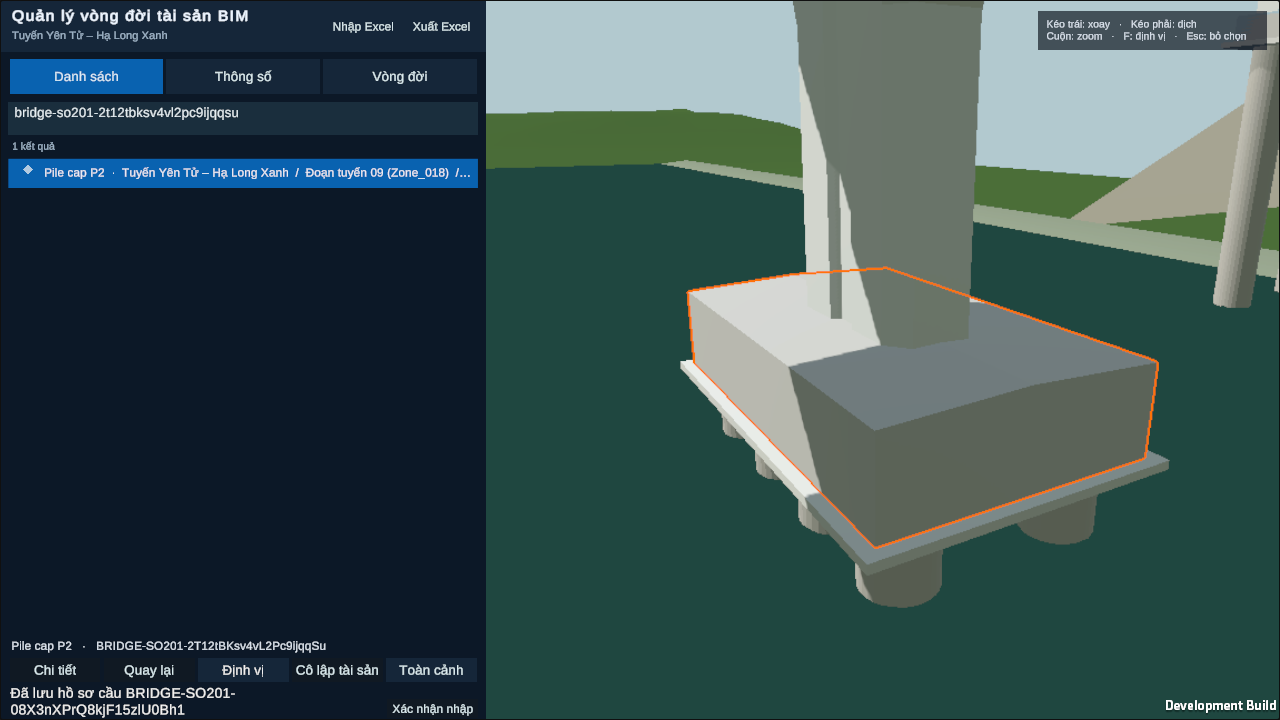 Quản lý vòng đời tài sản BIM
Tuyến Yên Tử – Hạ Long Xanh
Nhập Excel
Xuất Excel
Danh sách
Thông số
Vòng đời
bridge-so201-2t12tbksv4vl2pc9ijqqsu
1 kết quả
Pile cap P2 · Tuyến Yên Tử – Hạ Long Xanh / Đoạn tuyến 09 (Zone_018) /…
Kéo trái: xoay · Kéo phải: dịch
Cuộn: zoom · F: định vị · Esc: bỏ chọn
Pile cap P2 · BRIDGE-SO201-2T12tBKsv4vL2Pc9ijqqSu
Chi tiết
Quay lại
Định vị
Cô lập tài sản
Toàn cảnh
Đã lưu hồ sơ cầu BRIDGE-SO201-
08X3nXPrQ8kjF15zlU0Bh1
Xác nhận nhập
Development Build